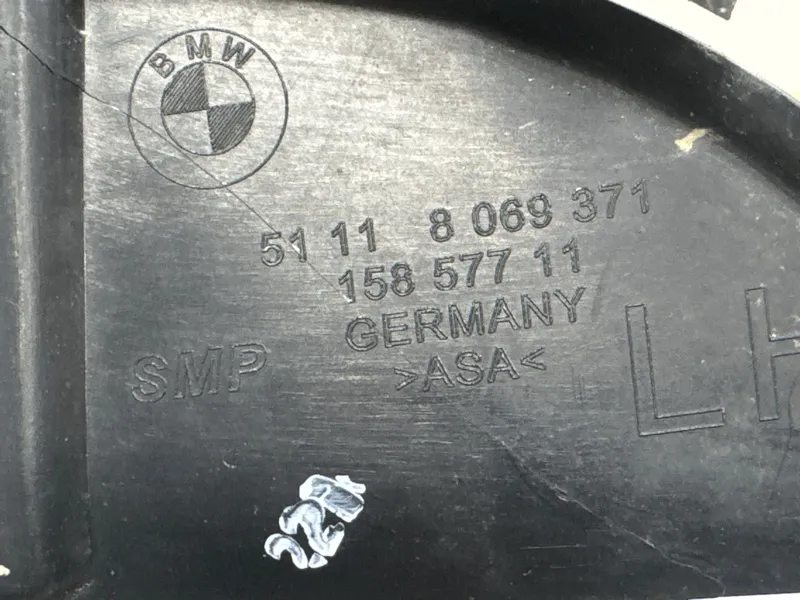 BMW
51 11 8 069 371
158 577 11
GERMANY
>ASA<
SMP
LH